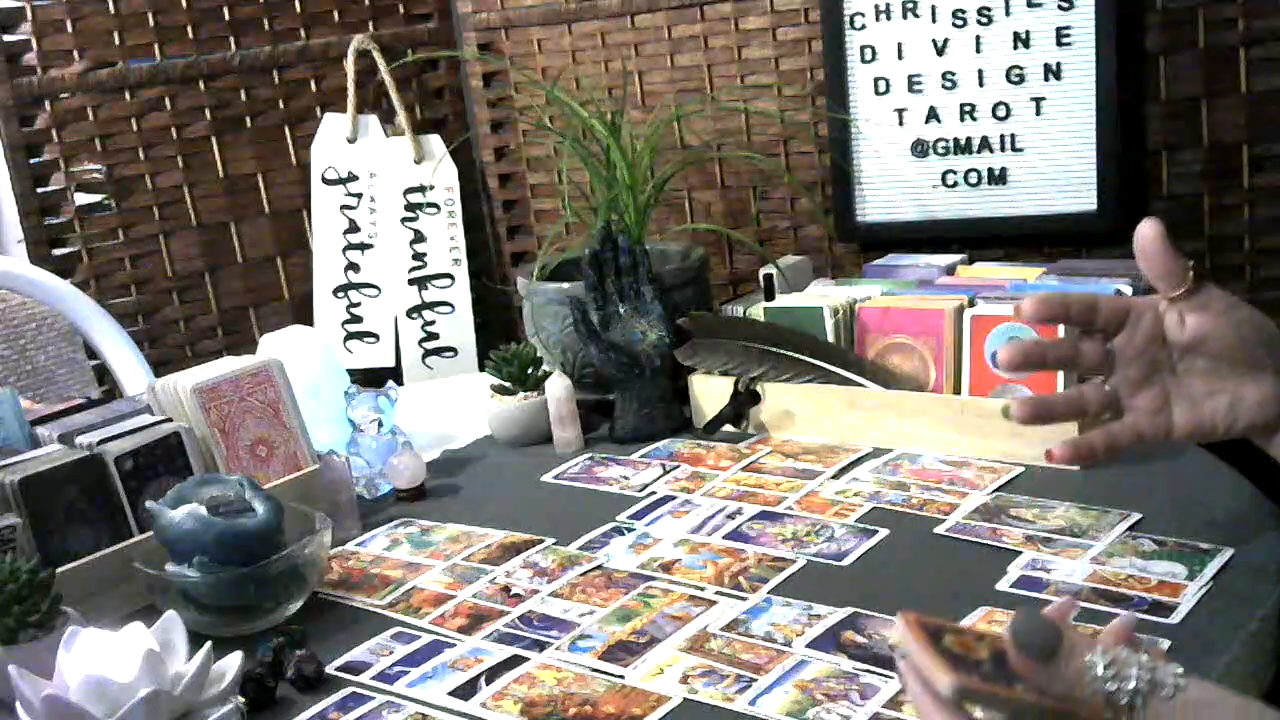 CHRISSIES
DIVINE
DESIGN
TAROT
@GMAIL
.COM
ALWAYS
grateful
FOREVER
thankful